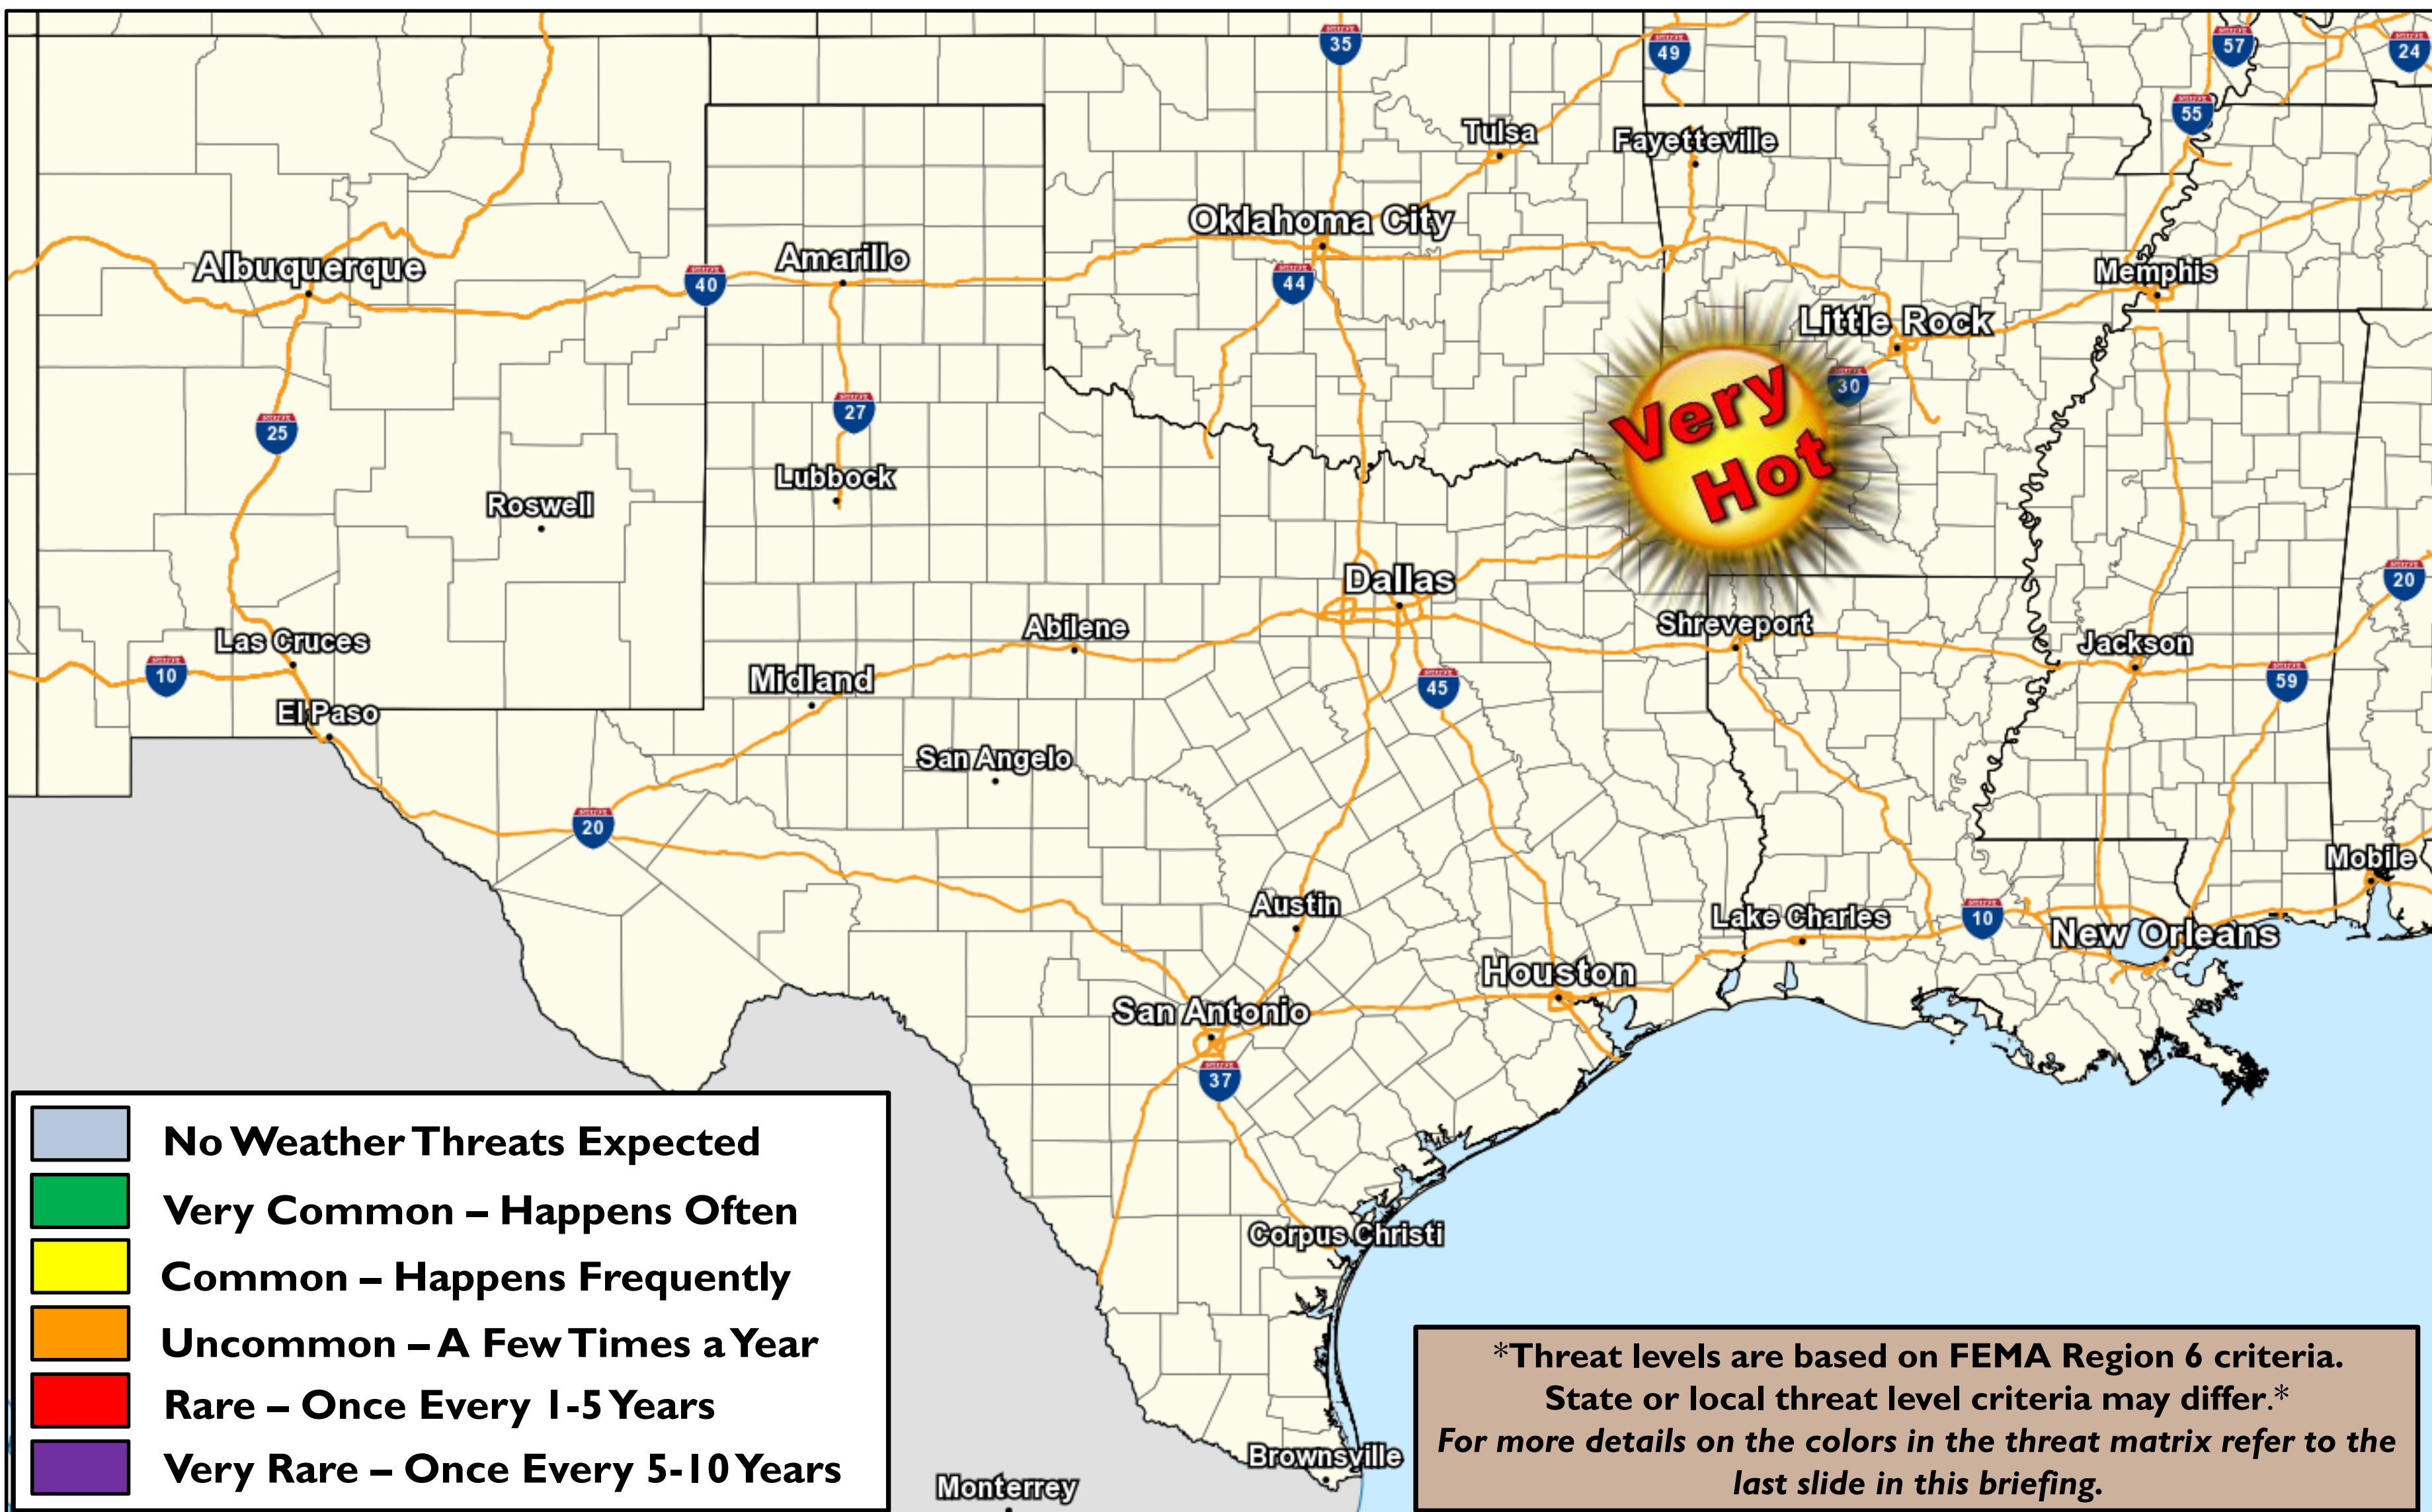 35
49
57
24
55
Tulsa
Fayetteville
Oklahoma City
Albuquerque
Amarillo
40
44
Memphis
Little Rock
30
Very
Hot
27
25
Lubbock
Roswell
Dallas
20
Abilene
Shreveport
Las Cruces
Jackson
10
Midland
45
59
El Paso
San Angelo
20
Mobile
Austin
Lake Charles
10
New Orleans
Houston
San Antonio
37
Corpus Christi
Brownsville
Monterrey
No Weather Threats Expected
Very Common – Happens Often
Common – Happens Frequently
Uncommon – A Few Times a Year
Rare – Once Every 1-5 Years
Very Rare – Once Every 5-10 Years
*Threat levels are based on FEMA Region 6 criteria.
State or local threat level criteria may differ.*
For more details on the colors in the threat matrix refer to the
last slide in this briefing.